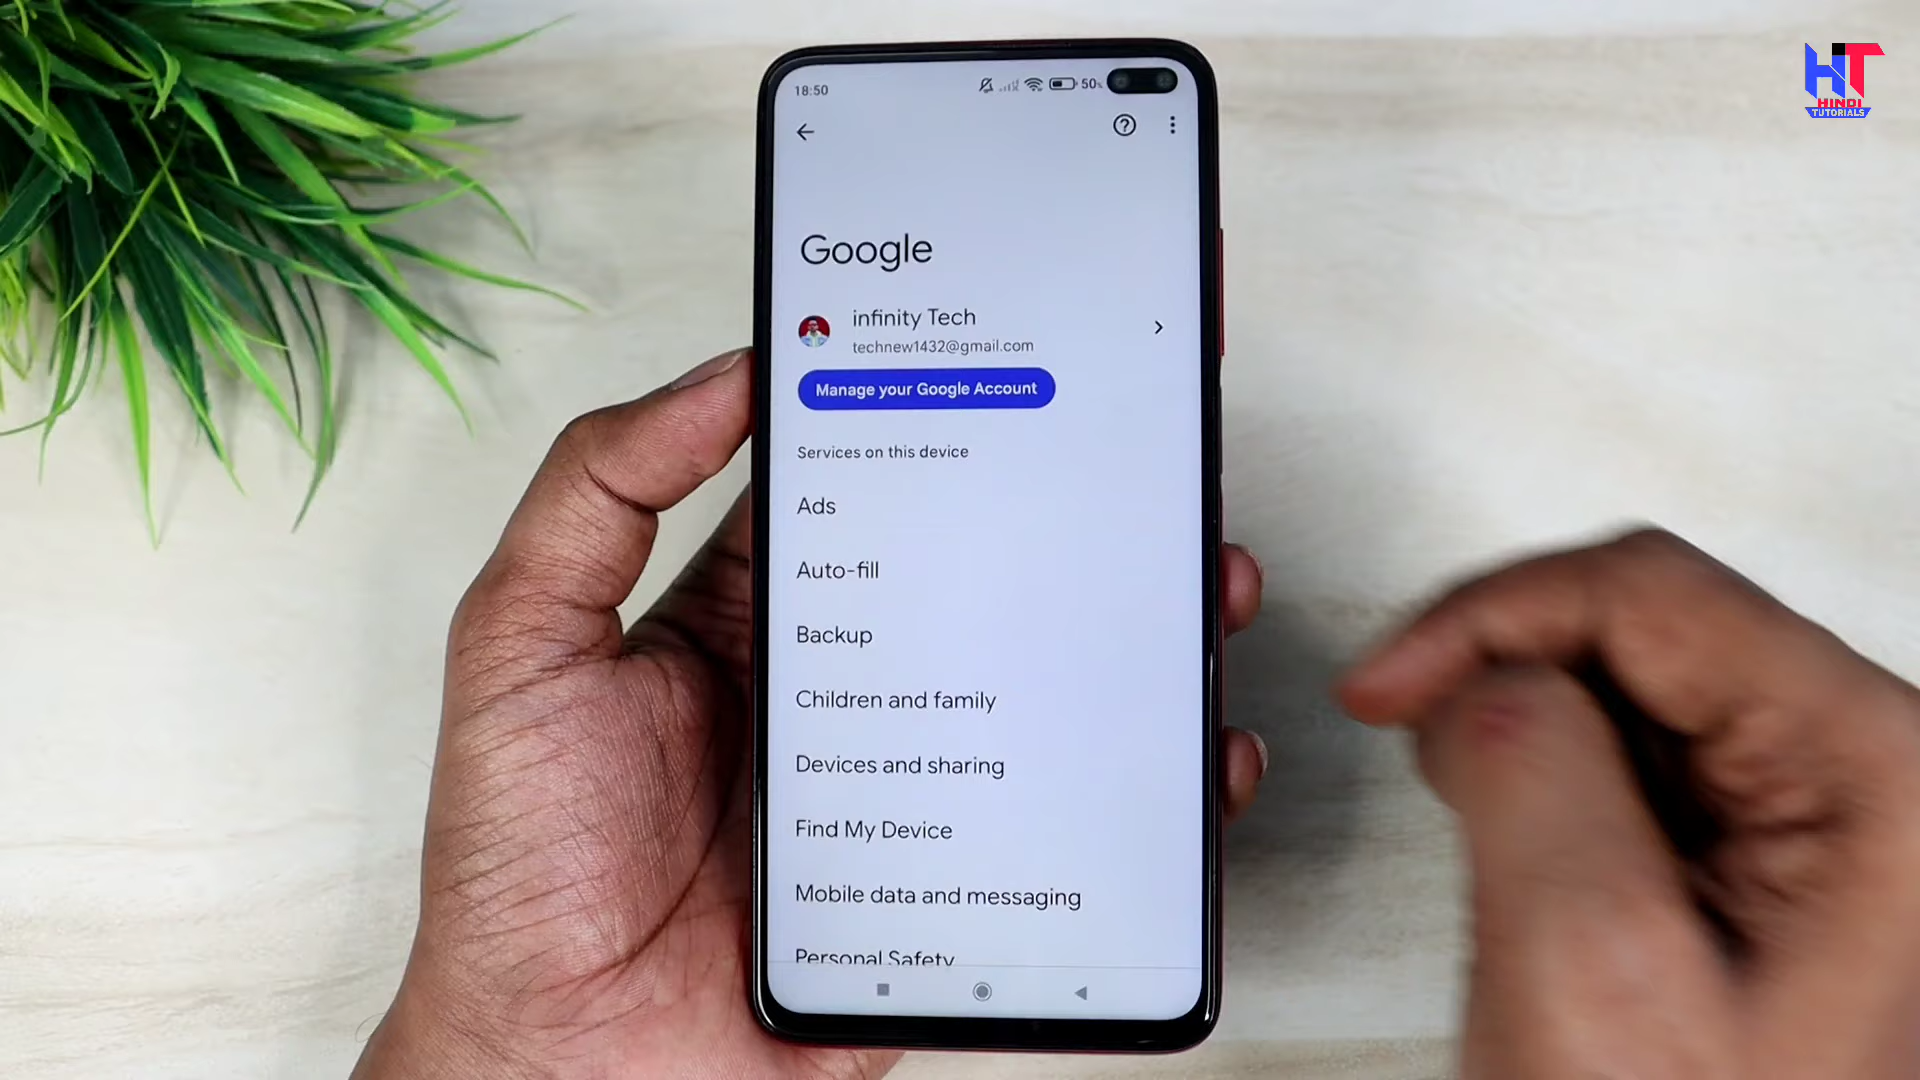 18:50
50%
HT
HINDI
TUTORIALS
Google
infinity Tech
technew1432@gmail.com
Manage your Google Account
Services on this device
Ads
Auto-fill
Backup
Children and family
Devices and sharing
Find My Device
Mobile data and messaging
Personal Safety